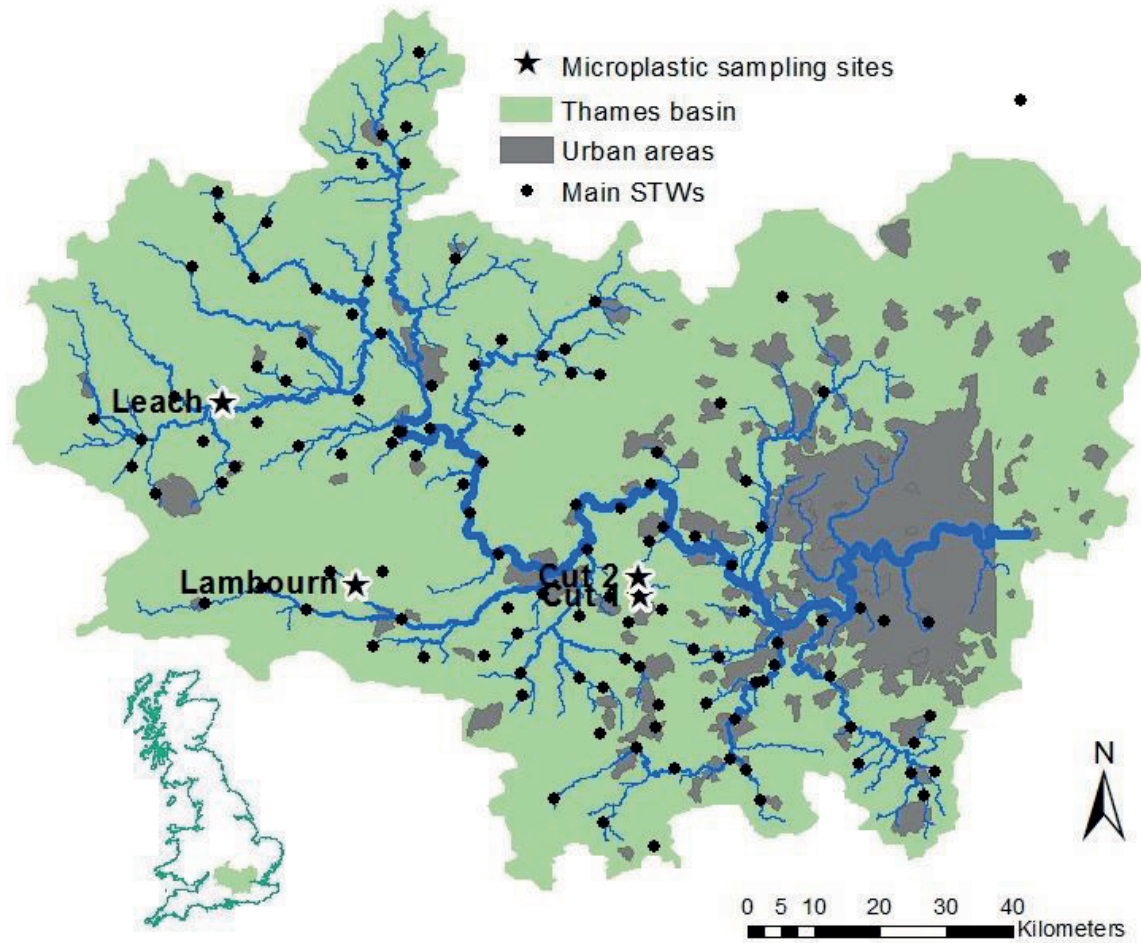 Microplastic sampling sites
Thames basin
Urban areas
Main STWs
Leach
Lambourn
Cut 2
Cut 1
N
0 5 10 20 30 40
Kilometers